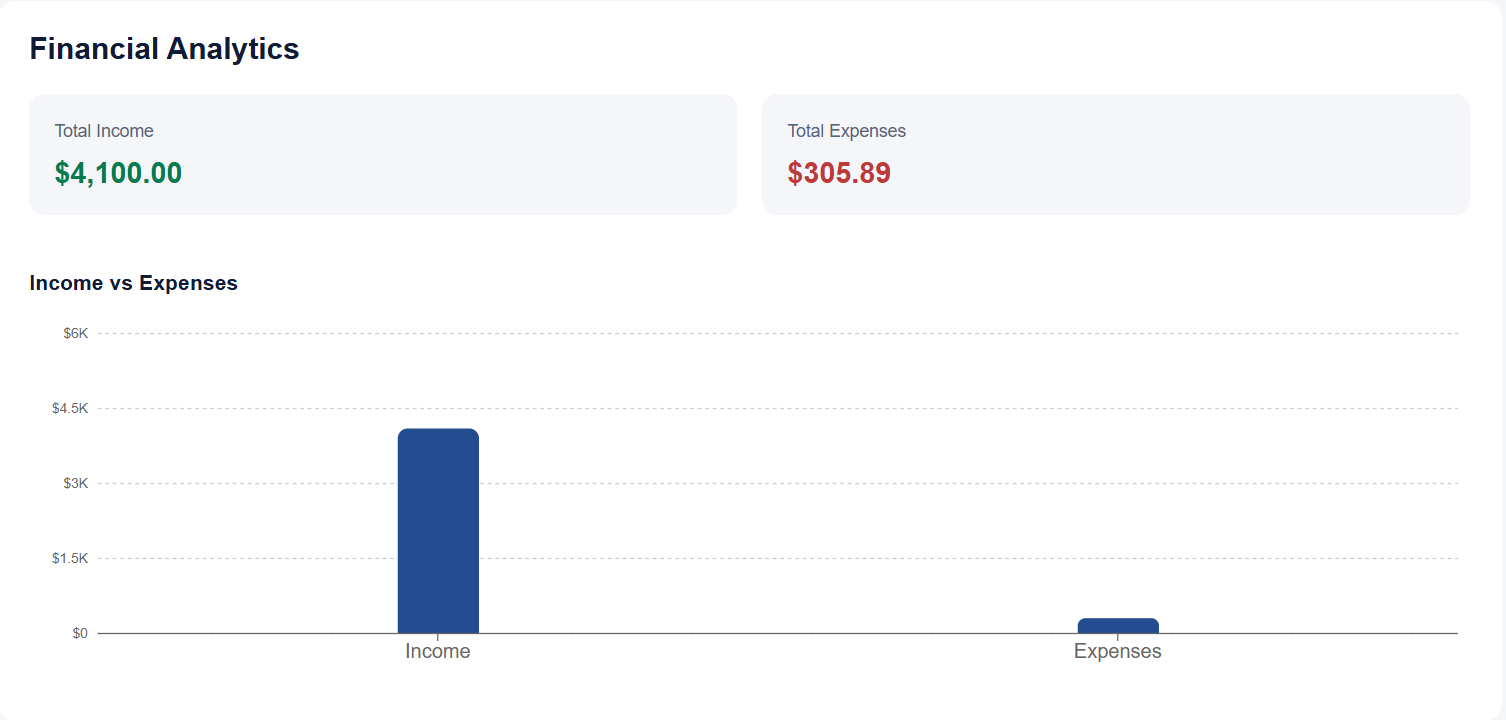 Financial Analytics
Total Income
$4,100.00
Total Expenses
$305.89
Income vs Expenses
$6K
$4.5K
$3K
$1.5K
$0
Income
Expenses